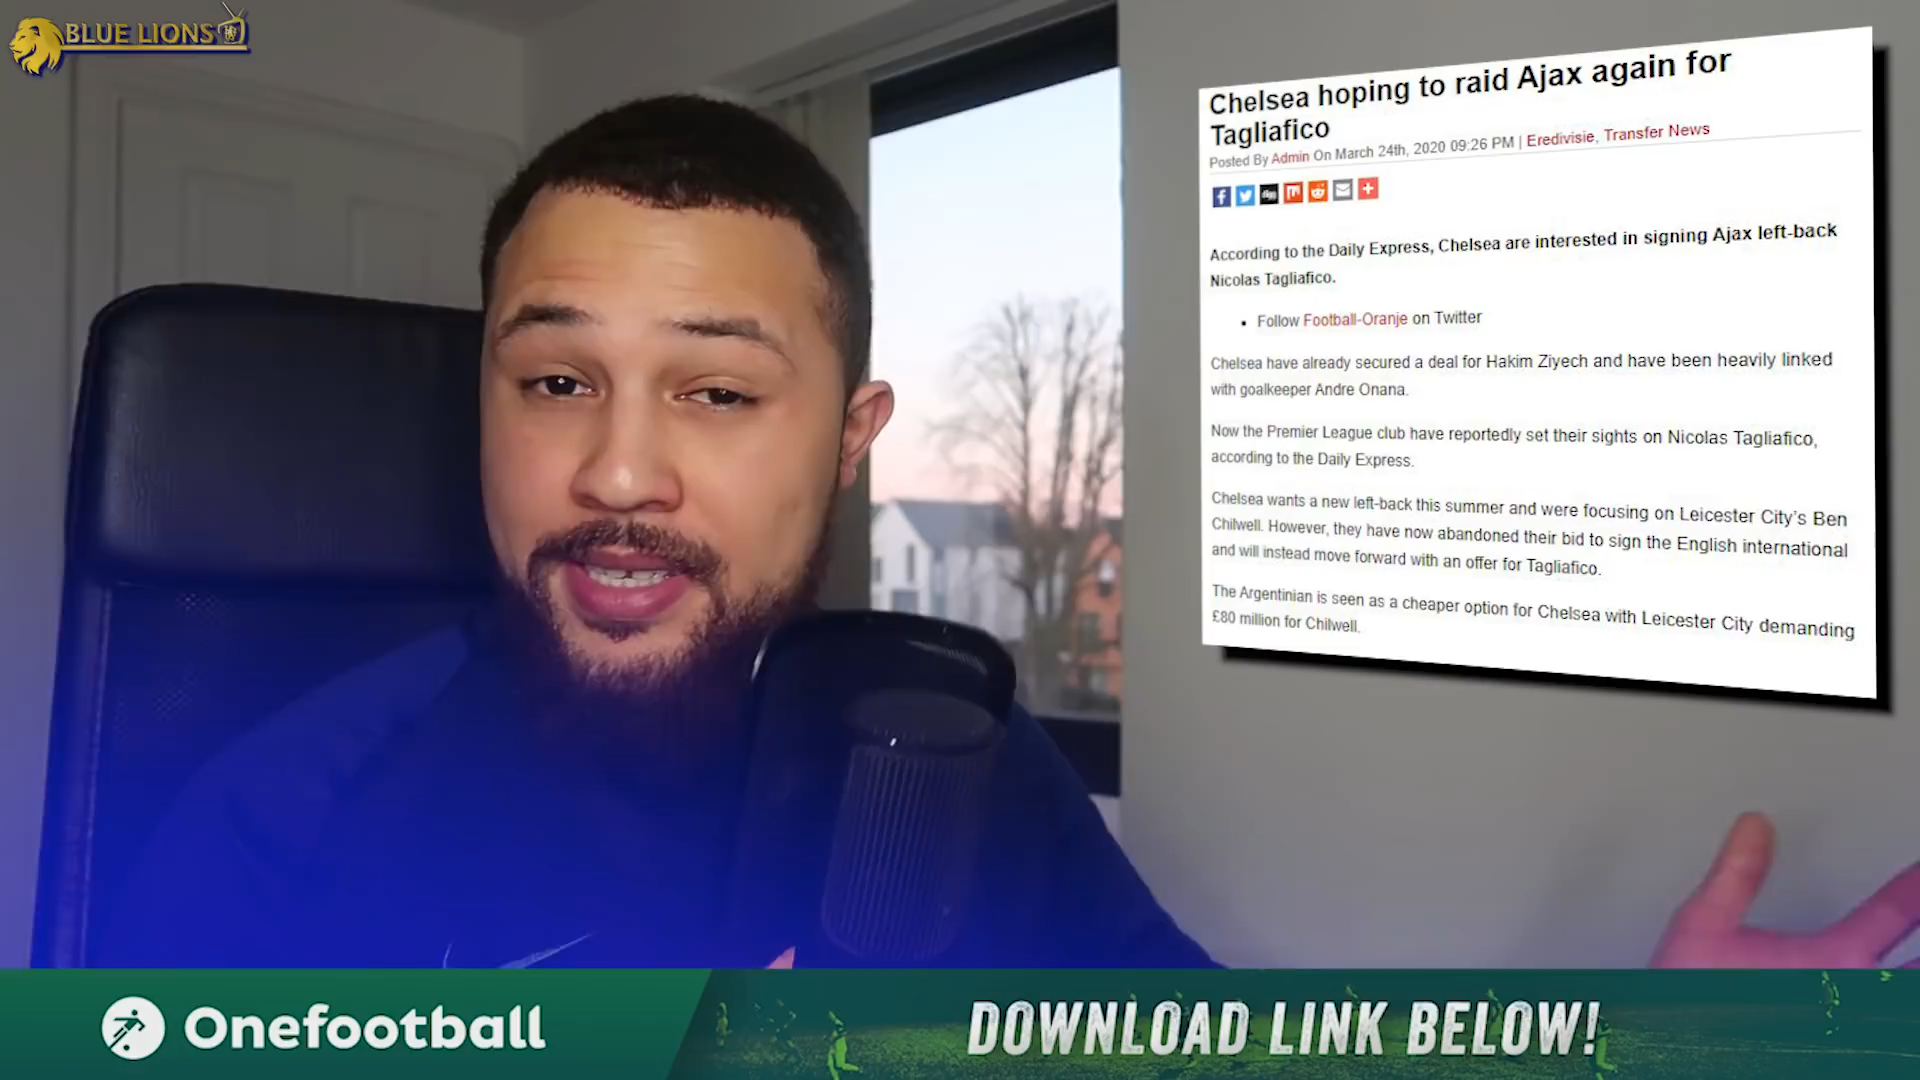 BLUE LIONS
Chelsea hoping to raid Ajax again for
Tagliafico
Posted By Admin On March 24th, 2020 09:26 PM | Eredivisie, Transfer News
According to the Daily Express, Chelsea are interested in signing Ajax left-back
Nicolas Tagliafico.
• Follow Football-Oranje on Twitter
Chelsea have already secured a deal for Hakim Ziyech and have been heavily linked
with goalkeeper Andre Onana.
Now the Premier League club have reportedly set their sights on Nicolas Tagliafico,
according to the Daily Express.
Chelsea wants a new left-back this summer and were focusing on Leicester City's Ben
Chilwell. However, they have now abandoned their bid to sign the English international
and will instead move forward with an offer for Tagliafico.
The Argentinian is seen as a cheaper option for Chelsea with Leicester City demanding
£80 million for Chilwell.
Onefootball
DOWNLOAD LINK BELOW!